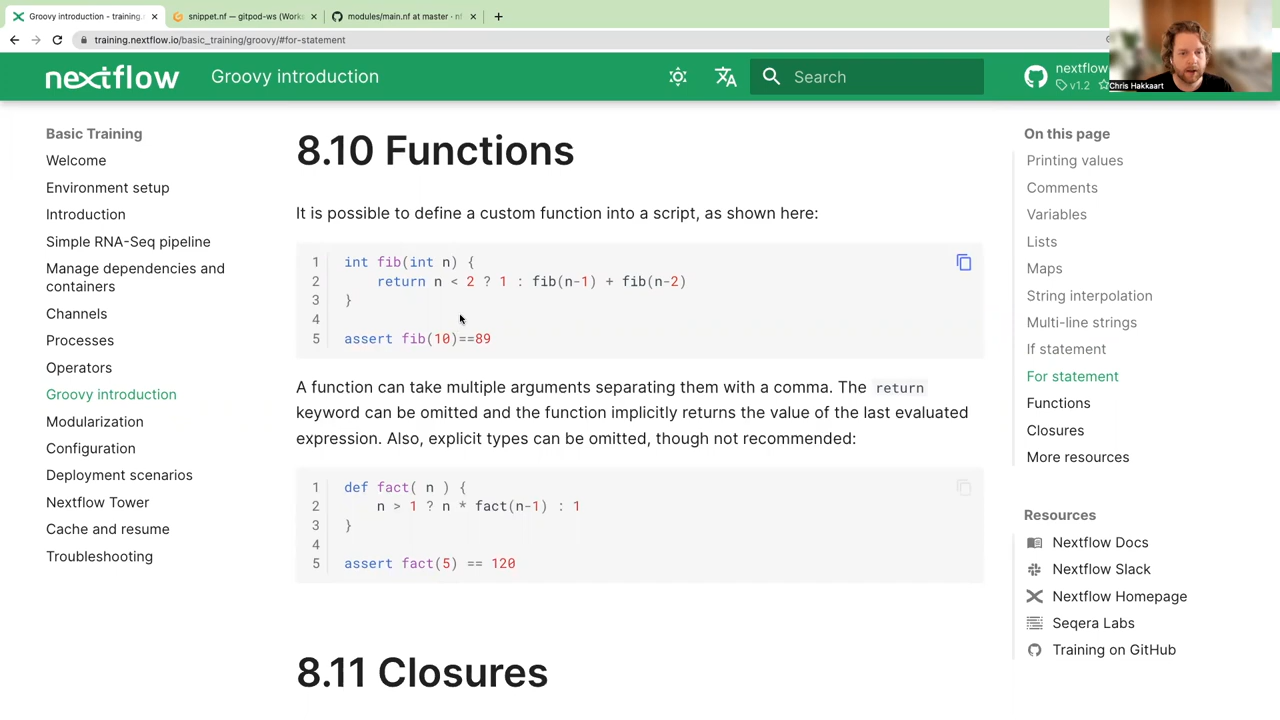 Groovy introduction - training.
snippet.nf — gitpod-ws (Works
modules/main.nf at master · nf
training.nextflow.io/basic_training/groovy/#for-statement
nextflow
Groovy introduction
Search
nextflow
v1.2
Chris Hakkaart
Basic Training
Welcome
Environment setup
Introduction
Simple RNA-Seq pipeline
Manage dependencies and
containers
Channels
Processes
Operators
Groovy introduction
Modularization
Configuration
Deployment scenarios
Nextflow Tower
Cache and resume
Troubleshooting
8.10 Functions
It is possible to define a custom function into a script, as shown here:
1 int fib(int n) {
2 return n < 2 ? 1 : fib(n-1) + fib(n-2)
3 }
4
5 assert fib(10)==89
A function can take multiple arguments separating them with a comma. The return
keyword can be omitted and the function implicitly returns the value of the last evaluated
expression. Also, explicit types can be omitted, though not recommended:
1 def fact( n ) {
2 n > 1 ? n * fact(n-1) : 1
3 }
4
5 assert fact(5) == 120
8.11 Closures
On this page
Printing values
Comments
Variables
Lists
Maps
String interpolation
Multi-line strings
If statement
For statement
Functions
Closures
More resources
Resources
Nextflow Docs
Nextflow Slack
Nextflow Homepage
Seqera Labs
Training on GitHub